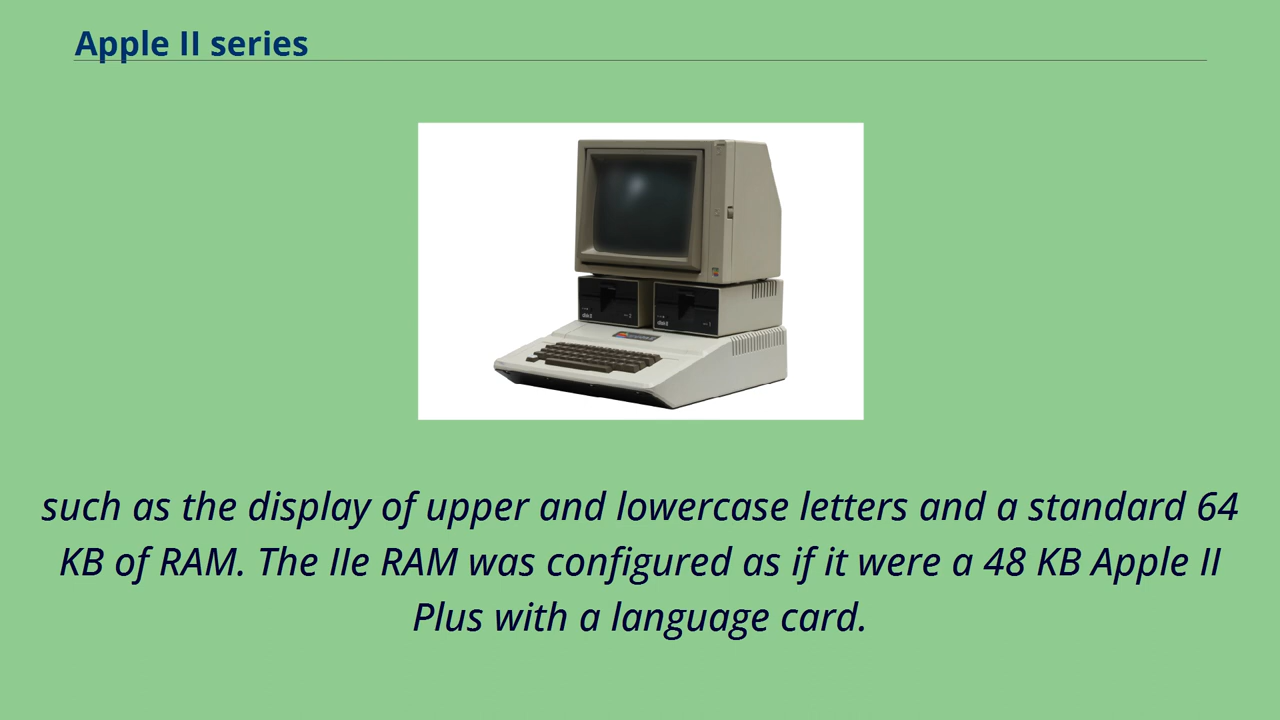 Apple II series
such as the display of upper and lowercase letters and a standard 64
KB of RAM. The IIe RAM was configured as if it were a 48 KB Apple II
Plus with a language card.